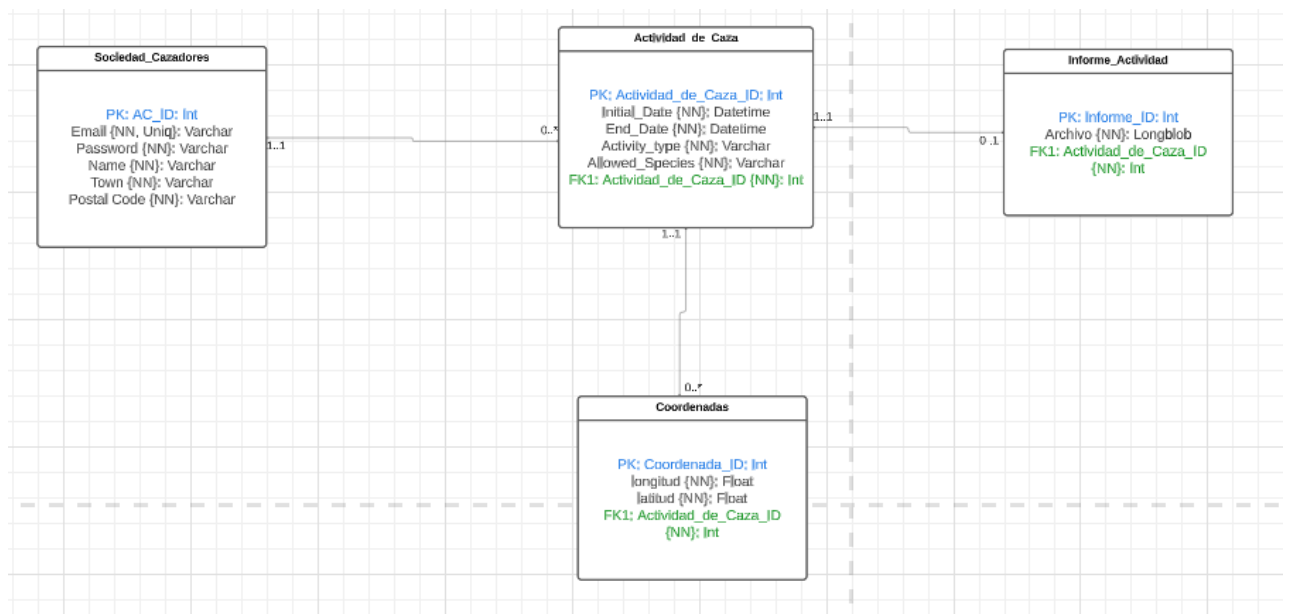 Sociedad_Cazadores
PK: AC_ID: Int
Email {NN, Uniq}: Varchar
Password {NN}: Varchar
Name {NN}: Varchar
Town {NN}: Varchar
Postal Code {NN}: Varchar
1..1
0..*
Actividad_de_Caza
PK: Actividad_de_Caza_ID: Int
Initial_Date {NN}: Datetime
End_Date {NN}: Datetime
Activity_type {NN}: Varchar
Allowed_Species {NN}: Varchar
FK1: Actividad_de_Caza_ID {NN}: Int
1..1
0..1
Informe_Actividad
PK: Informe_ID: Int
Archivo {NN}: Longblob
FK1: Actividad_de_Caza_ID
{NN}: Int
1..1
0..*
Coordenadas
PK: Coordenada_ID: Int
longitud {NN}: Float
latitud {NN}: Float
FK1: Actividad_de_Caza_ID
{NN}: Int